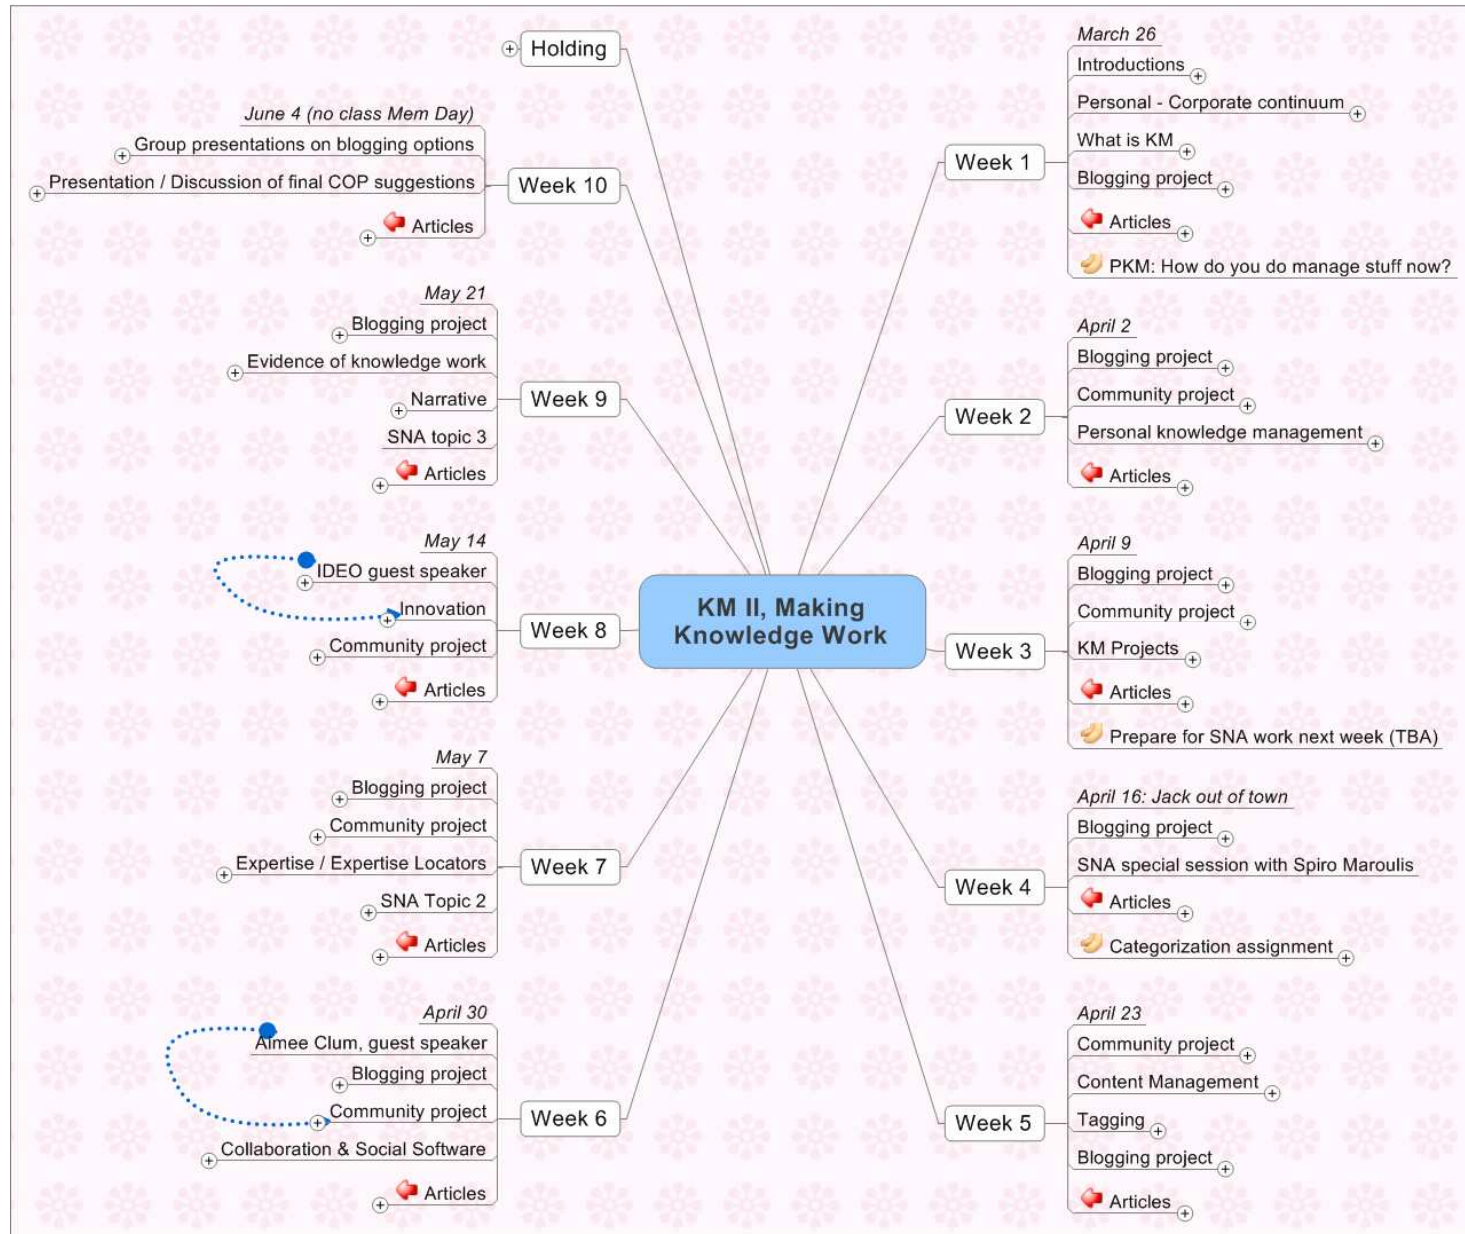 KM II, Making
Knowledge Work
Week 1
March 26
Introductions
Personal - Corporate continuum
What is KM
Blogging project
Articles
PKM: How do you do manage stuff now?
Week 2
April 2
Blogging project
Community project
Personal knowledge management
Articles
Week 3
April 9
Blogging project
Community project
KM Projects
Articles
Prepare for SNA work next week (TBA)
Week 4
April 16: Jack out of town
Blogging project
SNA special session with Spiro Maroulis
Articles
Categorization assignment
Week 5
April 23
Community project
Content Management
Tagging
Blogging project
Articles
Week 6
April 30
Aimee Clum, guest speaker
Blogging project
Community project
Collaboration & Social Software
Articles
Week 7
May 7
Blogging project
Community project
Expertise / Expertise Locators
SNA Topic 2
Articles
Week 8
May 14
IDEO guest speaker
Innovation
Community project
Articles
Week 9
May 21
Blogging project
Evidence of knowledge work
Narrative
SNA topic 3
Articles
Week 10
June 4 (no class Mem Day)
Group presentations on blogging options
Presentation / Discussion of final COP suggestions
Articles
Holding